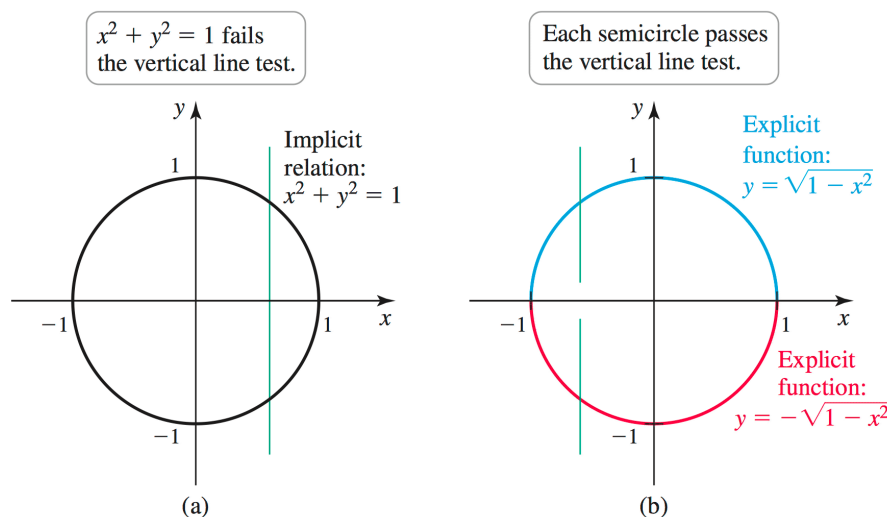 x² + y² = 1 fails
the vertical line test.
y
1
Implicit
relation:
x² + y² = 1
−1
1
x
−1
(a)
Each semicircle passes
the vertical line test.
y
1
Explicit
function:
y = √(1 − x²)
−1
1
x
Explicit
function:
y = −√(1 − x²)
−1
(b)